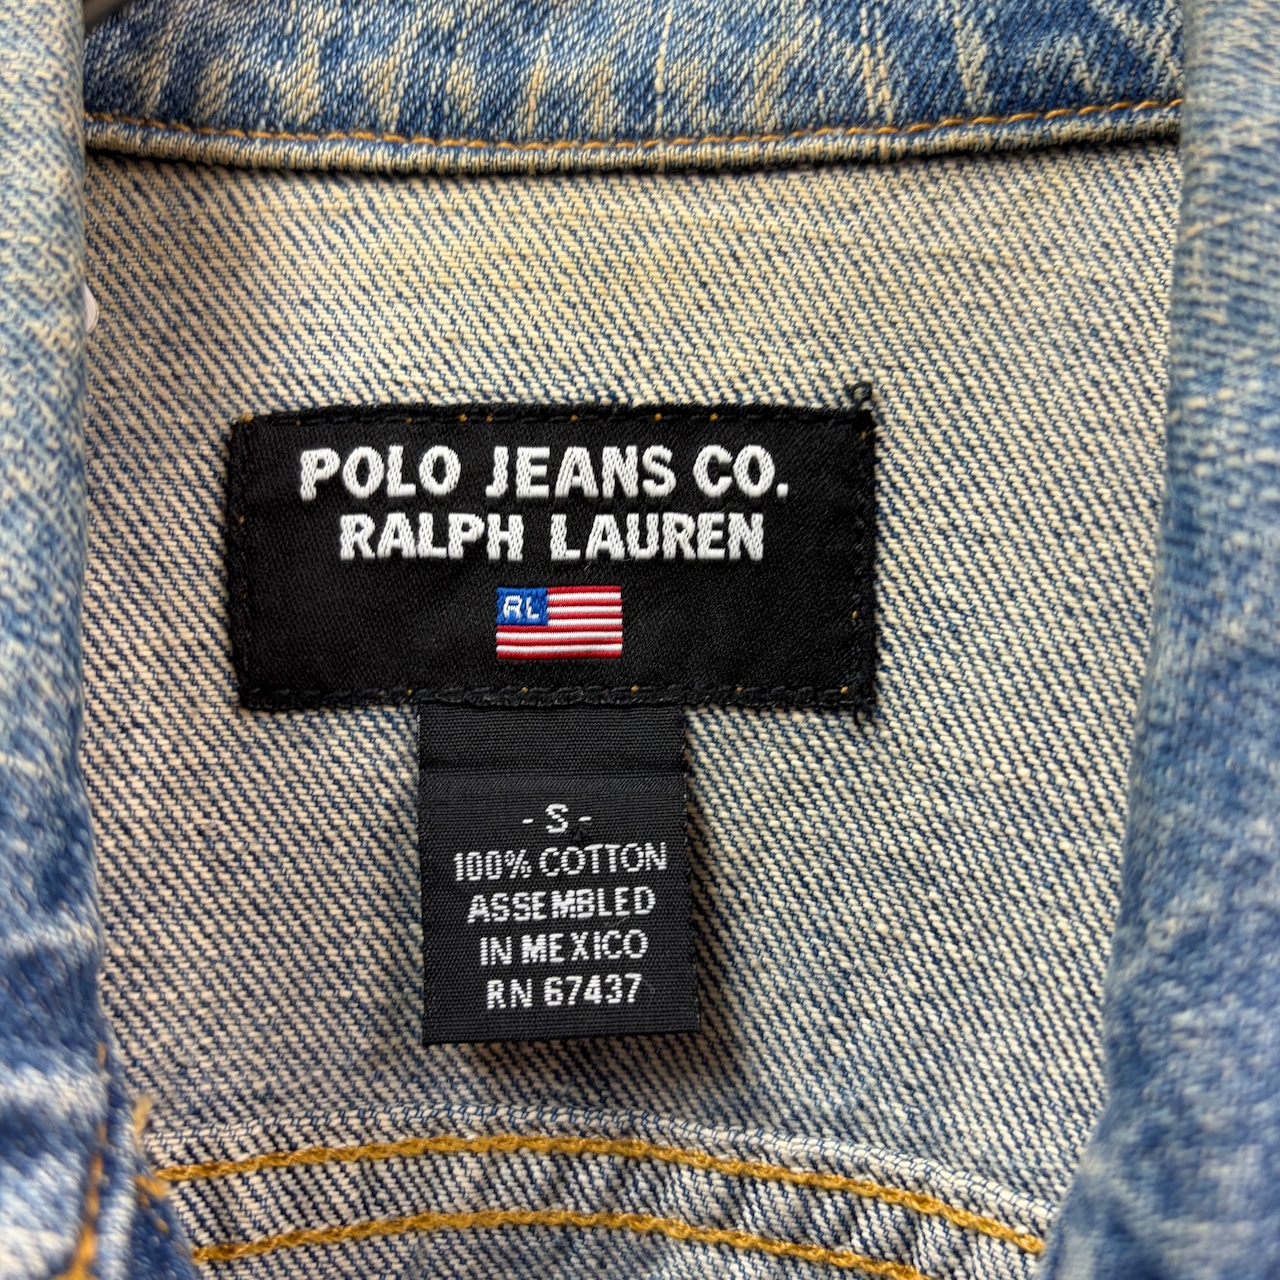 POLO JEANS CO.
RALPH LAUREN
RL
- S -
100% COTTON
ASSEMBLED
IN MEXICO
RN 67437